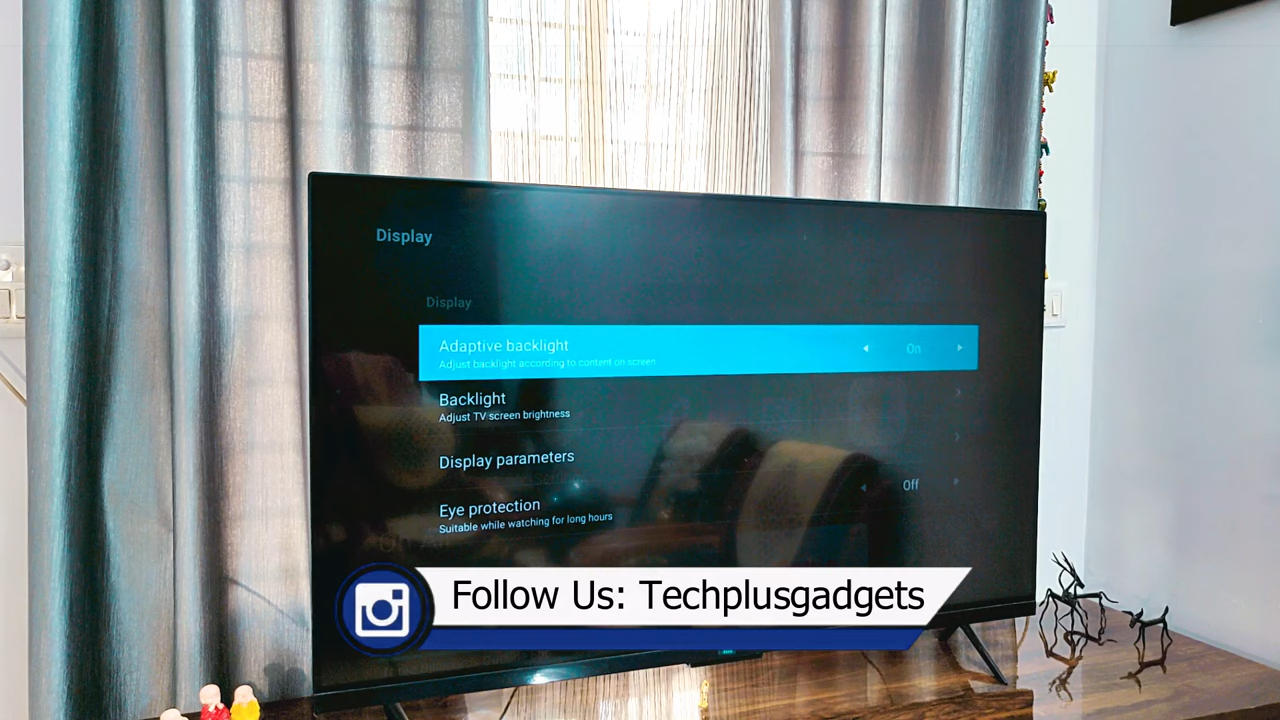 Display
Display
Adaptive backlight
Adjust backlight according to content on screen
On
Backlight
Adjust TV screen brightness
Display parameters
Eye protection
Suitable while watching for long hours
Off
Follow Us: Techplusgadgets